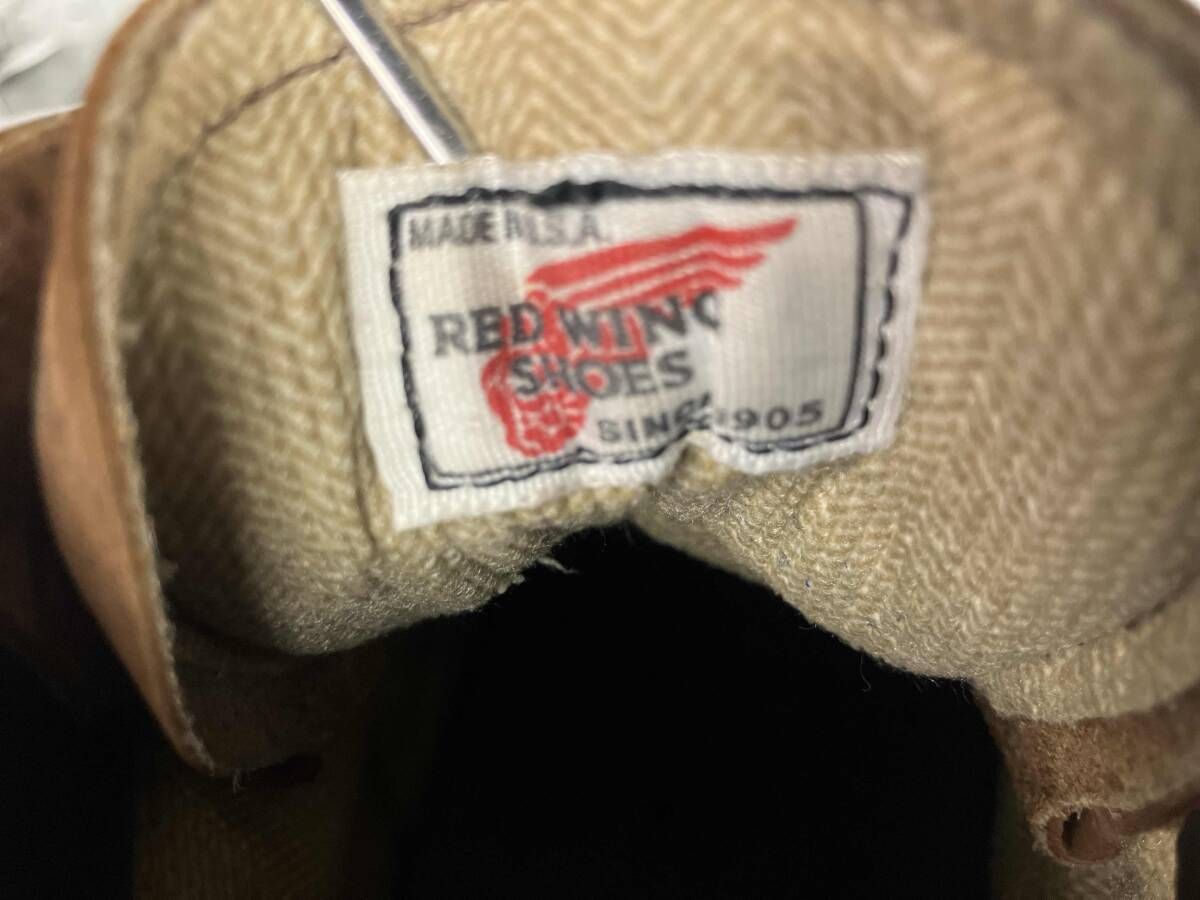 MADE IN U.S.A.
RED WING
SHOES
SINCE 1905